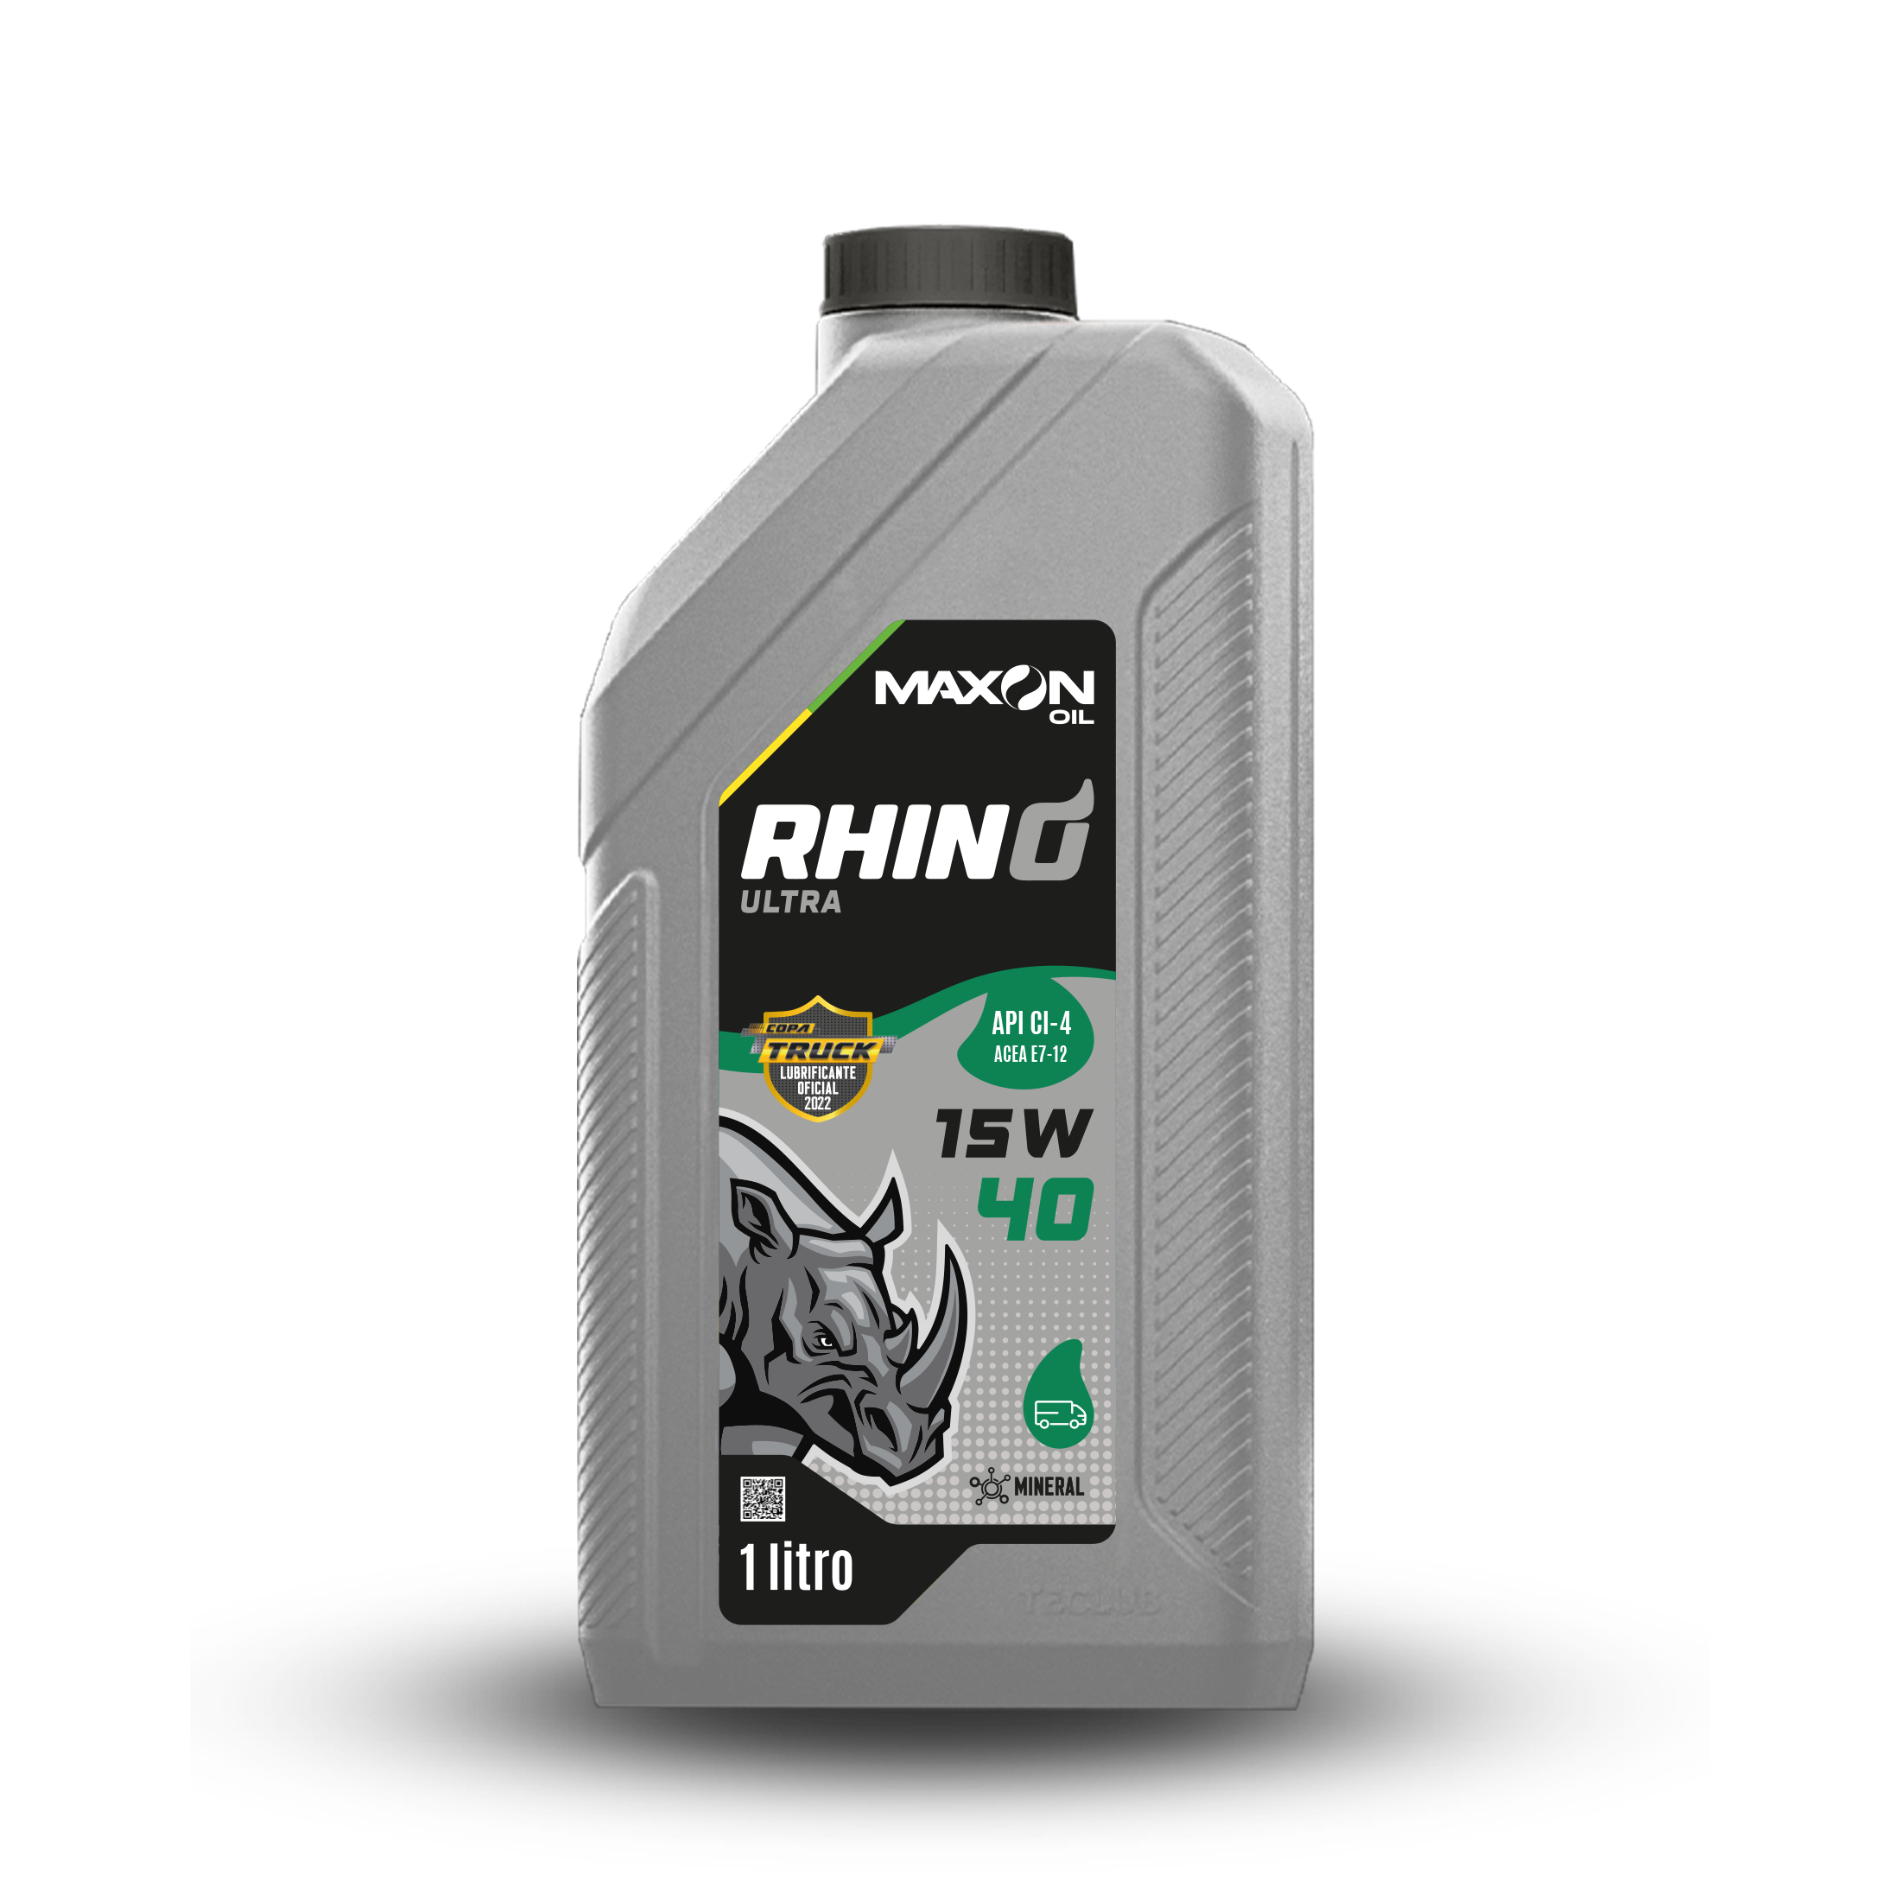 MAXON
OIL
RHINO
ULTRA
API CI-4
ACEA E7-12
COPA
TRUCK
LUBRIFICANTE
OFICIAL
2022
15W
40
MINERAL
1 litro
TECLUB